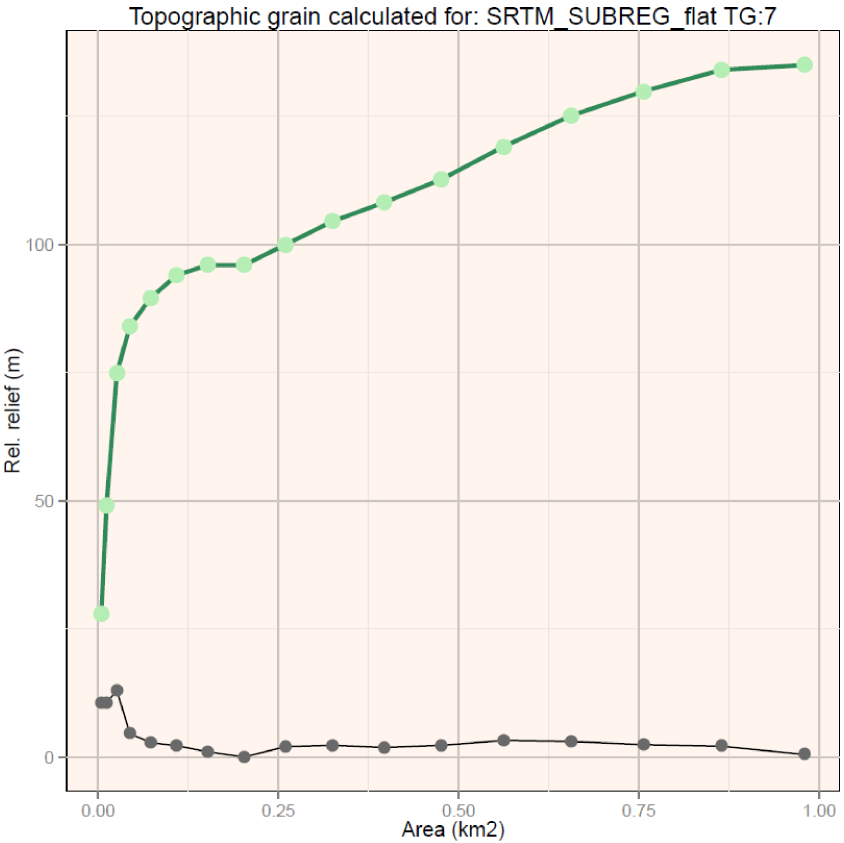 Topographic grain calculated for: SRTM_SUBREG_flat TG:7
Rel. relief (m)
100
50
0
0.00 0.25 0.50 0.75 1.00
Area (km2)